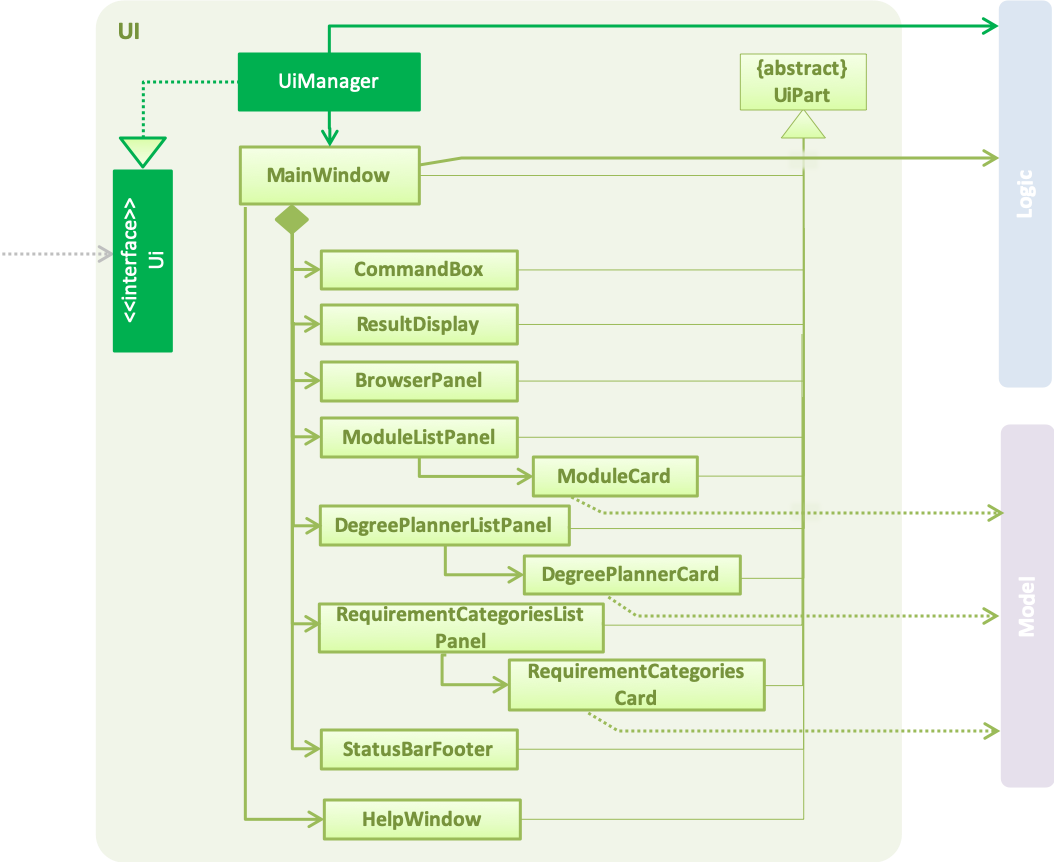 UI
UiManager
{abstract}
UiPart
MainWindow
Logic
<<interface>>
Ui
CommandBox
ResultDisplay
BrowserPanel
ModuleListPanel
ModuleCard
DegreePlannerListPanel
DegreePlannerCard
Model
RequirementCategoriesList
Panel
RequirementCategories
Card
StatusBarFooter
HelpWindow